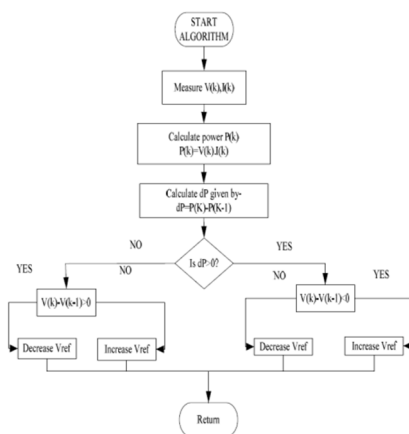 START
ALGORITHM
Measure V(k),I(k)
Calculate power P(k)
P(k)=V(k).I(k)
Calculate dP given by-
dP=P(K)-P(K-1)
NO
YES
Is dP>0?
YES
NO
NO
YES
V(k)-V(k-1)>0
V(k)-V(k-1)<0
Decrease Vref
Increase Vref
Decrease Vref
Increase Vref
Return